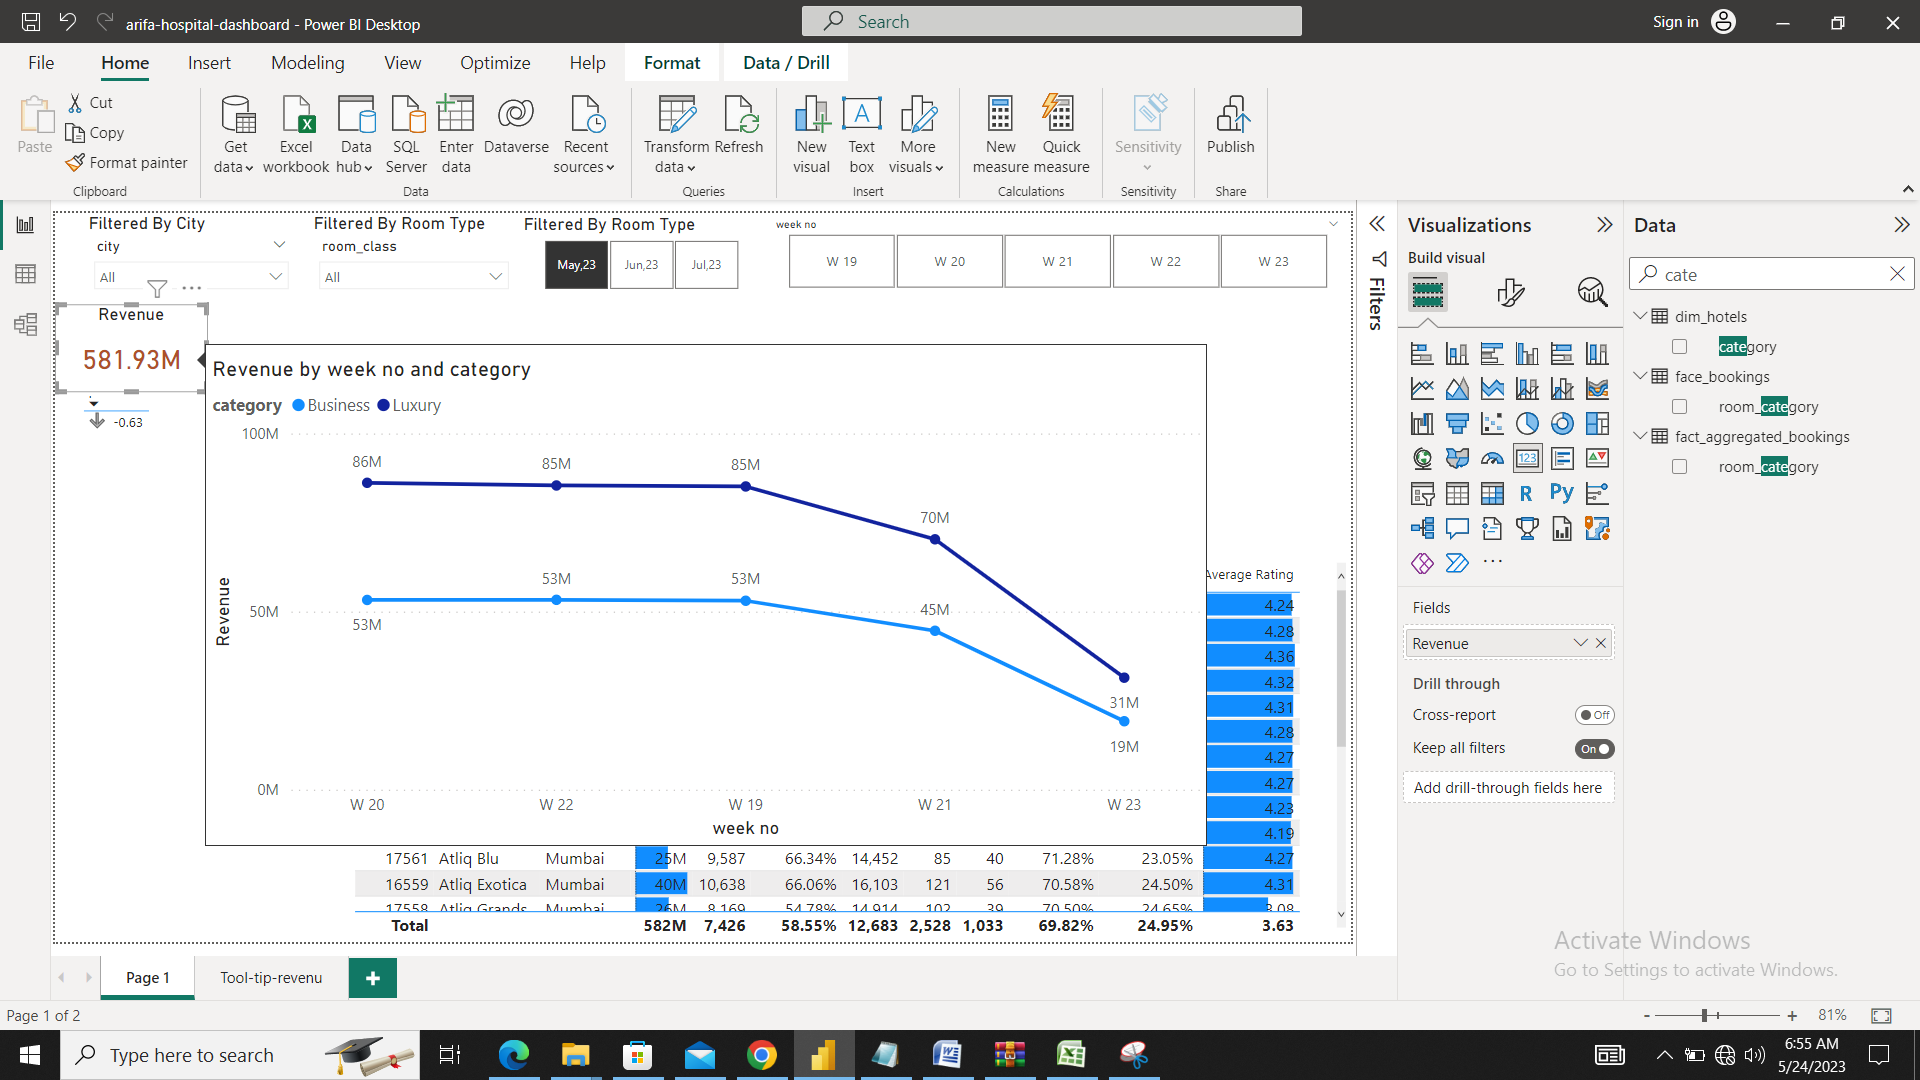 arifa-hospital-dashboard - Power BI Desktop
Search
Sign in
File Home Insert Modeling View Optimize Help Format Data / Drill
Paste
Cut
Copy
Format painter
Clipboard
Get data
Excel workbook
Data hub
SQL Server
Enter data
Dataverse
Recent sources
Data
Transform data
Refresh
Queries
New visual
Text box
More visuals
Insert
New measure
Quick measure
Calculations
Sensitivity
Sensitivity
Publish
Share
Filtered By City
city
All
Filtered By Room Type
room_class
All
Filtered By Room Type
May,23 Jun,23 Jul,23
week no
W 19 W 20 W 21 W 22 W 23
Revenue
581.93M
-0.63
Revenue by week no and category
category Business Luxury
100M
86M 85M 85M
70M
53M 53M
50M
53M
45M
31M
19M
0M
W 20 W 22 W 19 W 21 W 23
week no
Revenue
Average Rating
4.24
4.28
4.36
4.32
4.31
4.28
4.27
4.27
4.23
4.19
17561 Atliq Blu Mumbai 25M 9,587 66.34% 14,452 85 40 71.28% 23.05% 4.27
16559 Atliq Exotica Mumbai 40M 10,638 66.06% 16,103 121 56 70.58% 24.50% 4.31
17558 Atliq Grands Mumbai 26M 8,169 54.78% 14,914 102 39 70.50% 24.65% 3.08
Total 582M 7,426 58.55% 12,683 2,528 1,033 69.82% 24.95% 3.63
Filters
Visualizations
Build visual
123
R
Py
Fields
Revenue
Drill through
Cross-report Off
Keep all filters On
Add drill-through fields here
Data
cate
dim_hotels
category
face_bookings
room_category
fact_aggregated_bookings
room_category
Activate Windows
Go to Settings to activate Windows.
Page 1
Tool-tip-revenu
+
Page 1 of 2
- + 81%
Type here to search
6:55 AM
5/24/2023